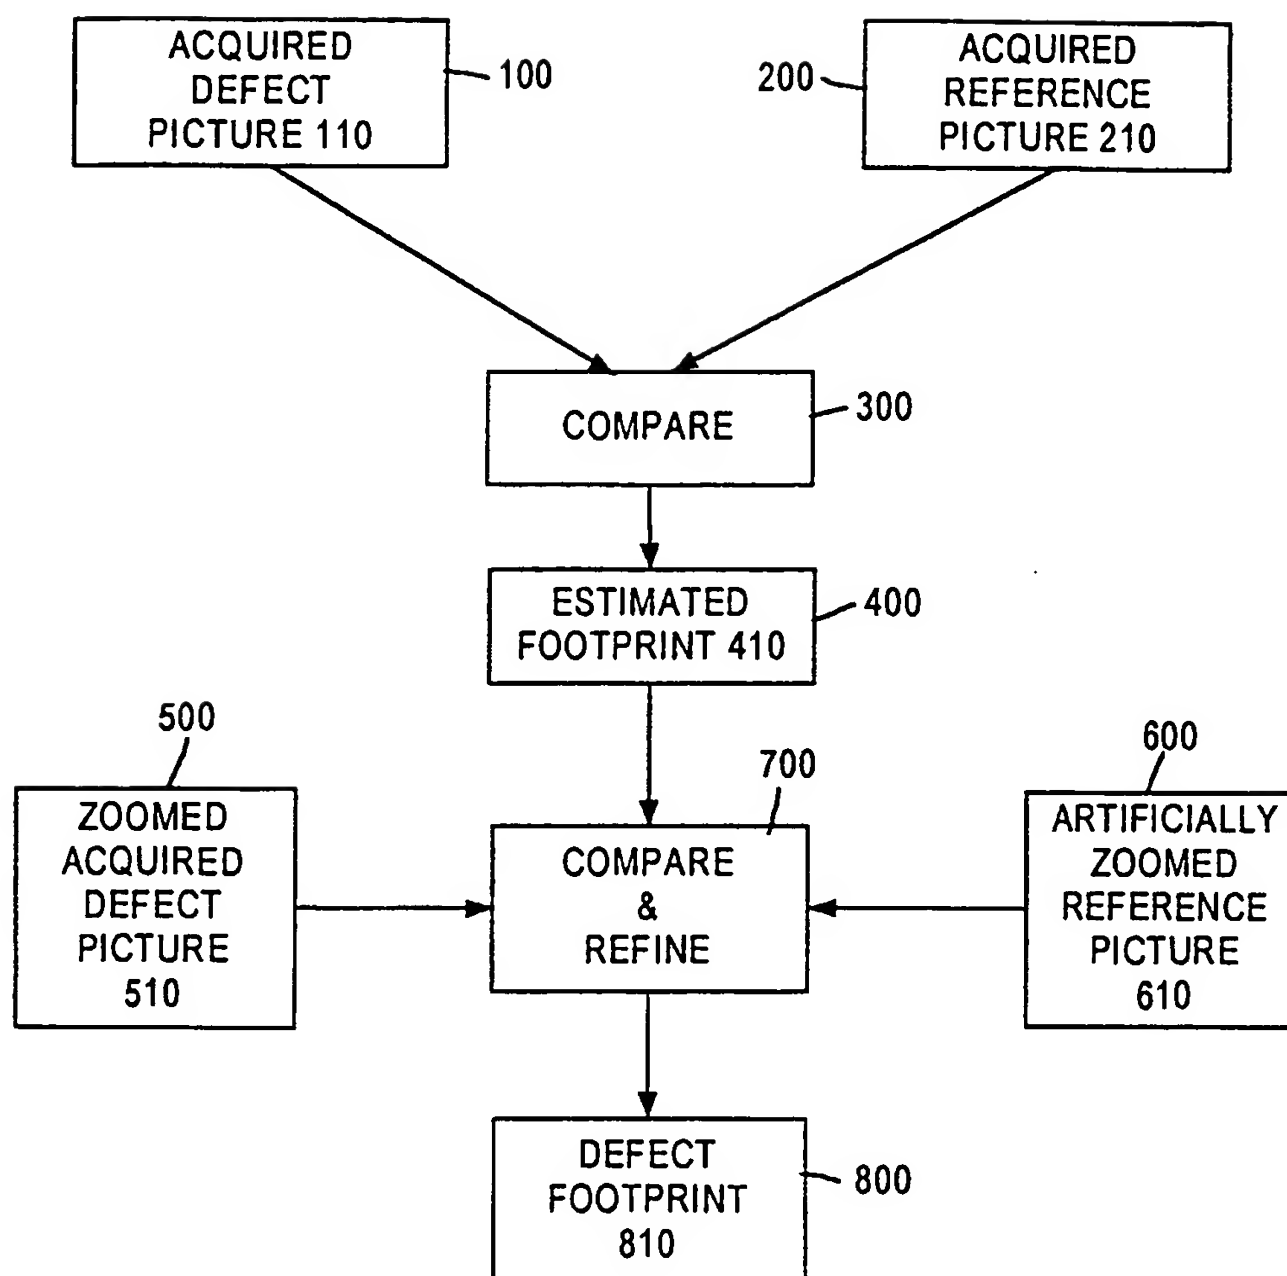 ACQUIRED
DEFECT
PICTURE 110
100
200
ACQUIRED
REFERENCE
PICTURE 210
COMPARE
300
ESTIMATED
FOOTPRINT 410
400
500
ZOOMED
ACQUIRED
DEFECT
PICTURE
510
700
COMPARE
&
REFINE
600
ARTIFICIALLY
ZOOMED
REFERENCE
PICTURE
610
DEFECT
FOOTPRINT
810
800